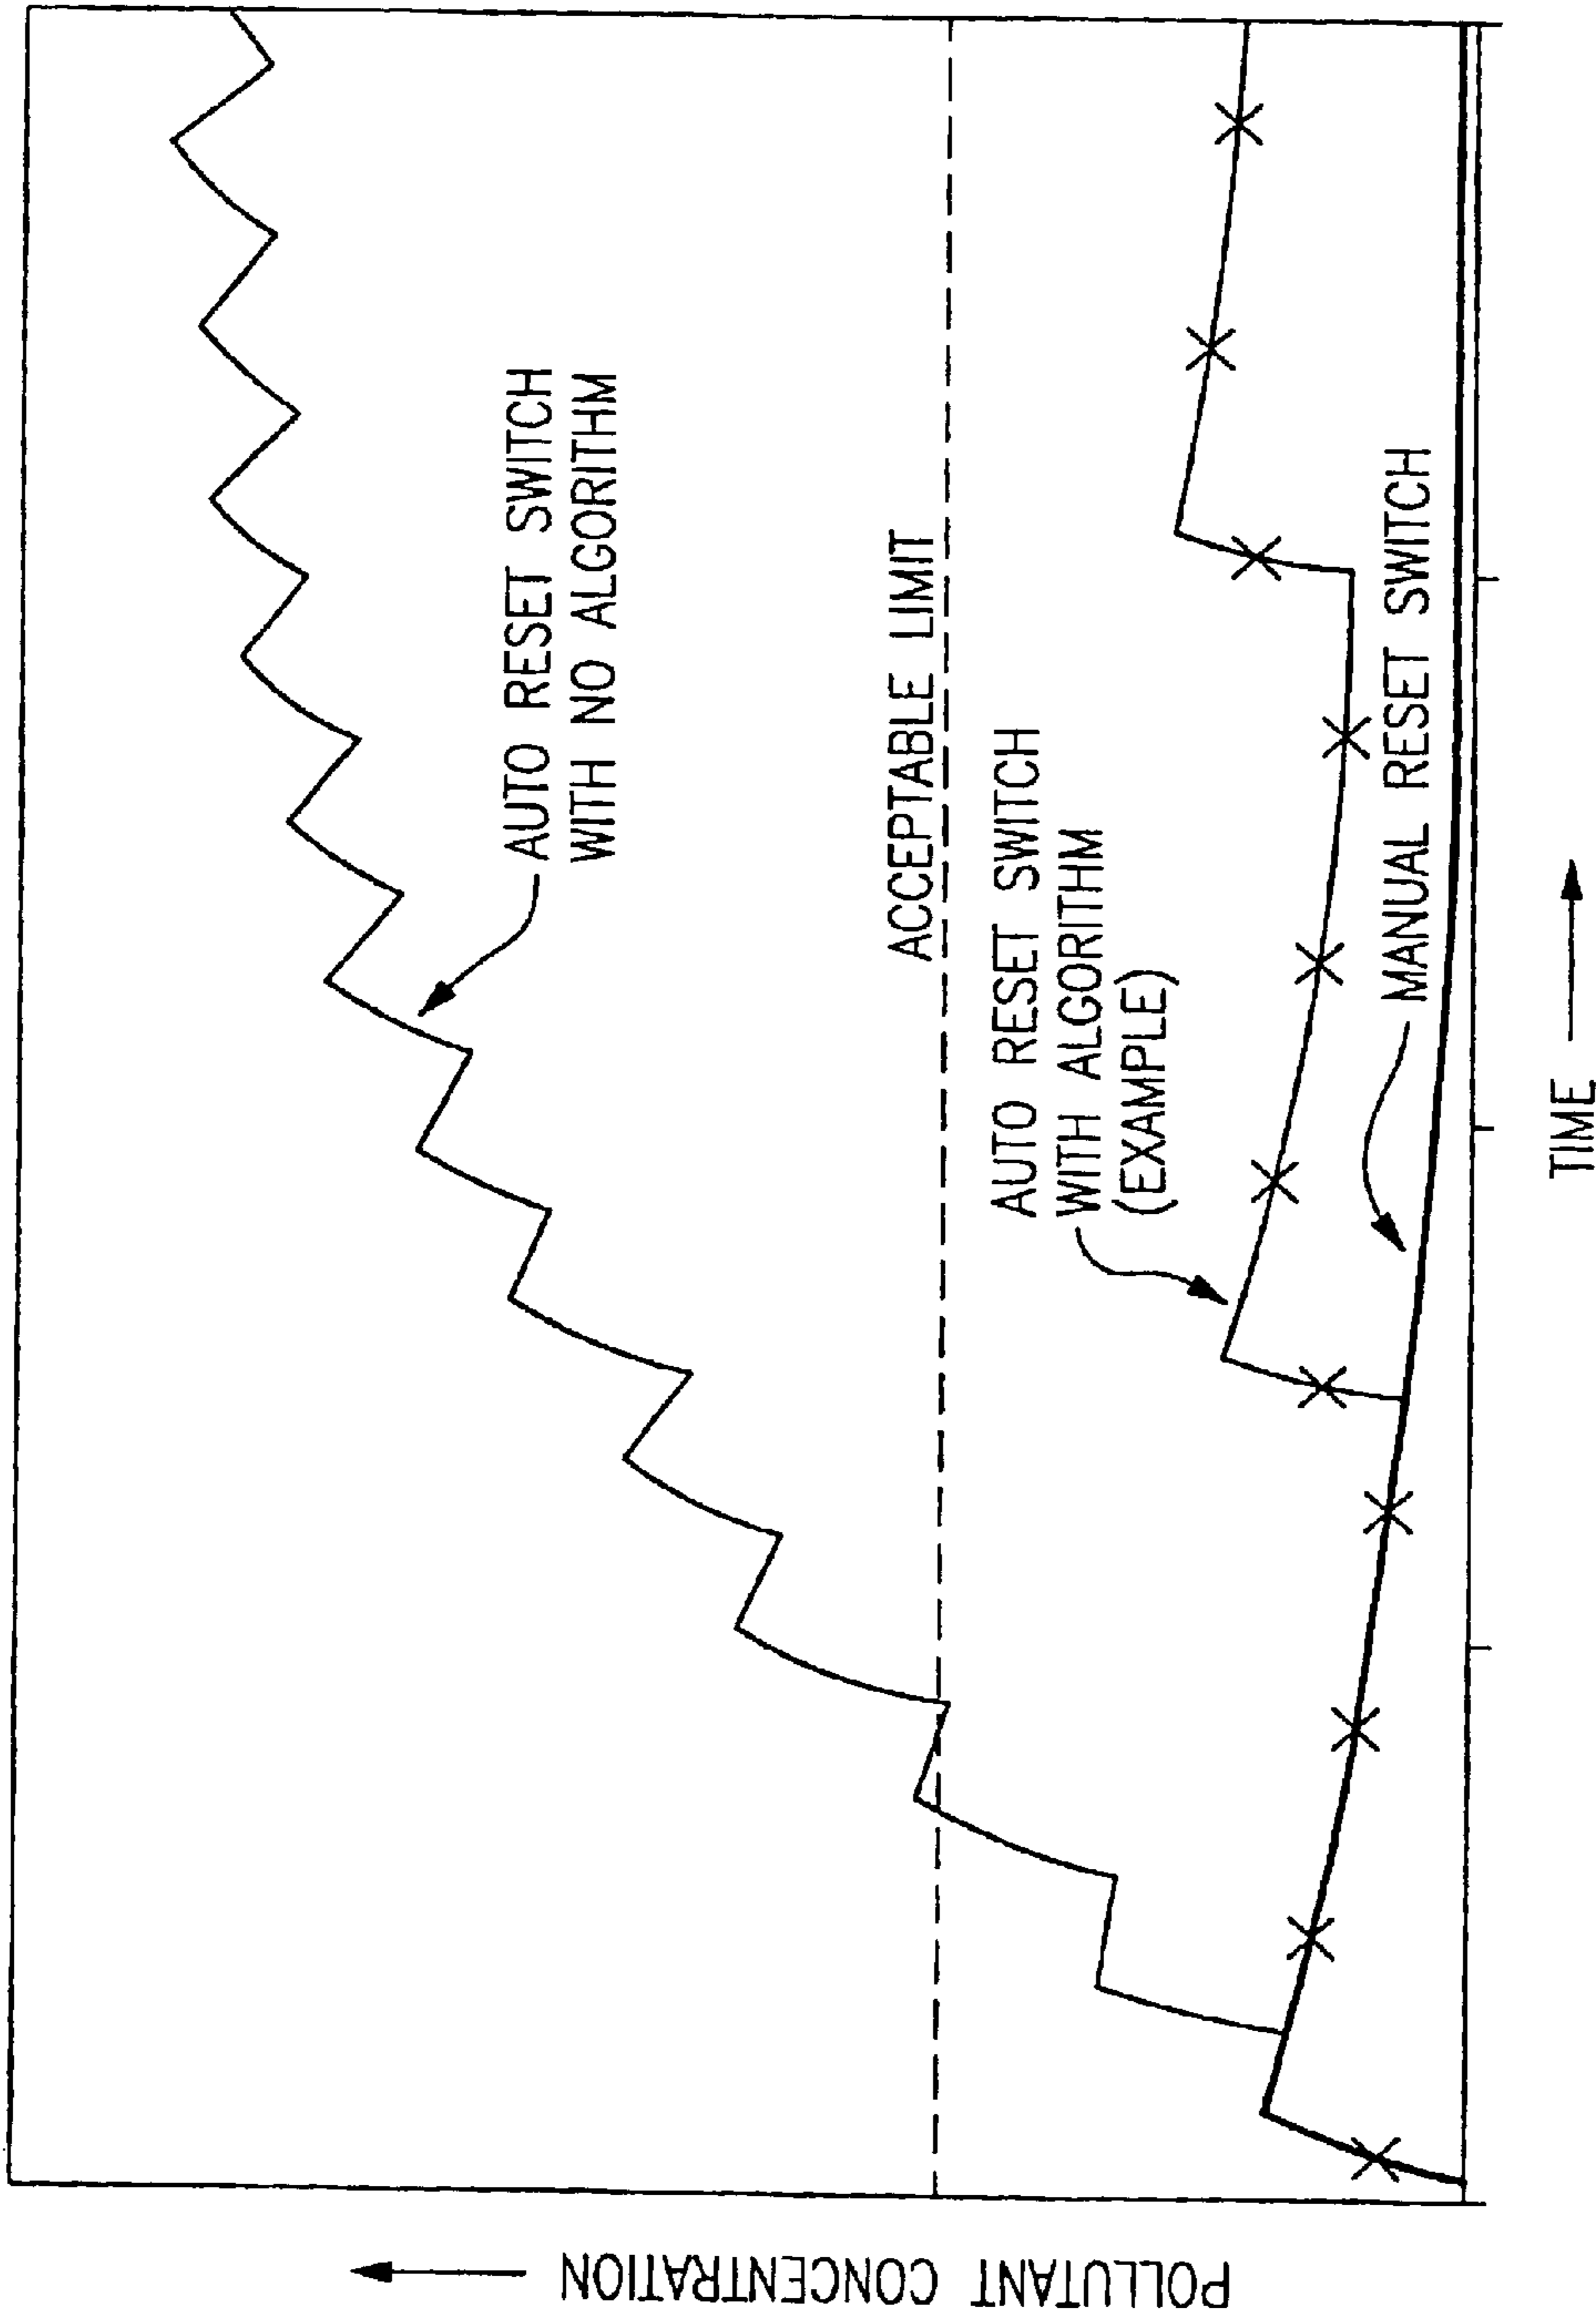 AUTO RESET SWITCH
WITH NO ALGORITHM
ACCEPTABLE LIMIT
AUTO RESET SWITCH
WITH ALGORITHM
(EXAMPLE)
MANUAL RESET SWITCH
TIME
POLLUTANT CONCENTRATION